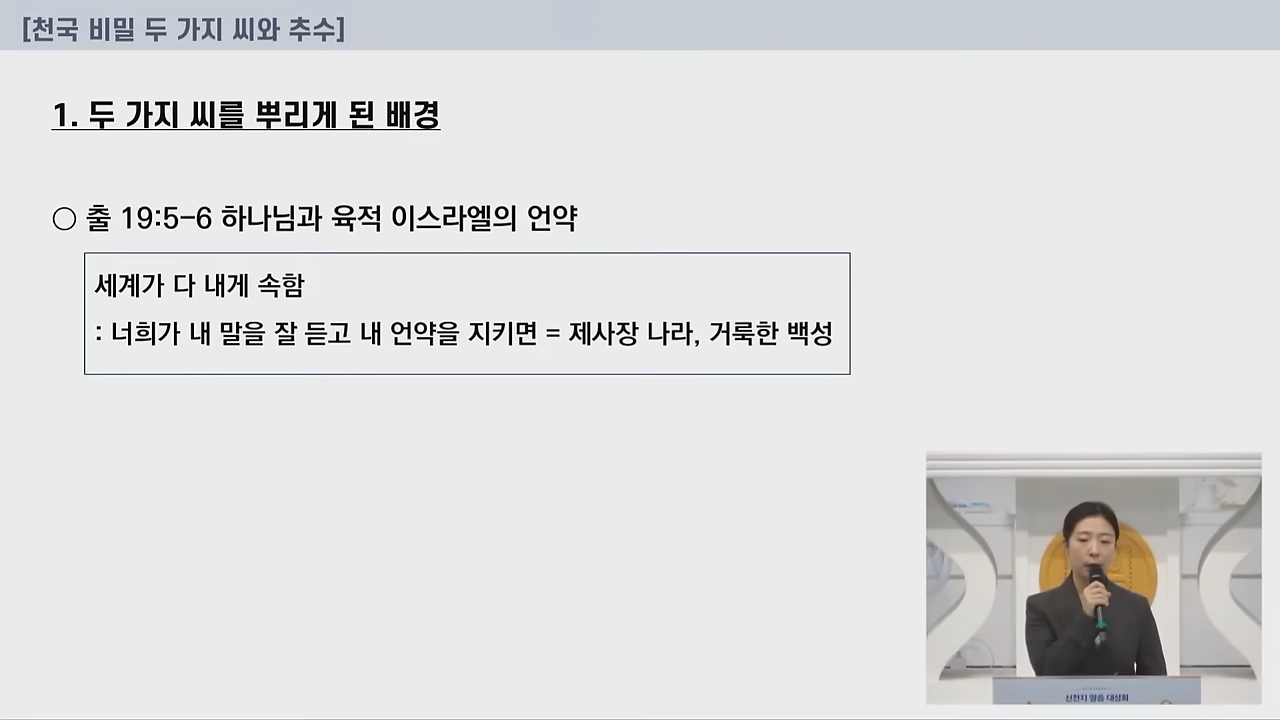 [천국 비밀 두 가지 씨와 추수]
1. 두 가지 씨를 뿌리게 된 배경
○ 출 19:5-6 하나님과 육적 이스라엘의 언약
세계가 다 내게 속함
: 너희가 내 말을 잘 듣고 내 언약을 지키면 = 제사장 나라, 거룩한 백성
신천지 말씀 대성회